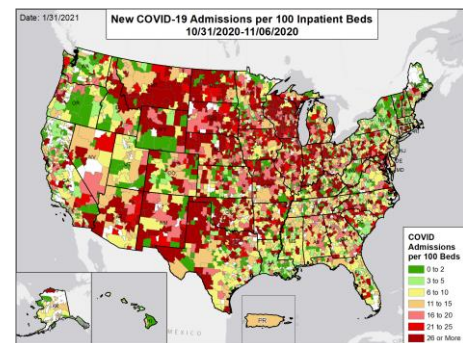 Date: 1/31/2021
New COVID-19 Admissions per 100 Inpatient Beds
10/31/2020-11/06/2020
OR
MÉXICO
PR
COVID
Admissions
per 100 Beds
0 to 2
3 to 5
6 to 10
11 to 15
16 to 20
21 to 25
26 or More